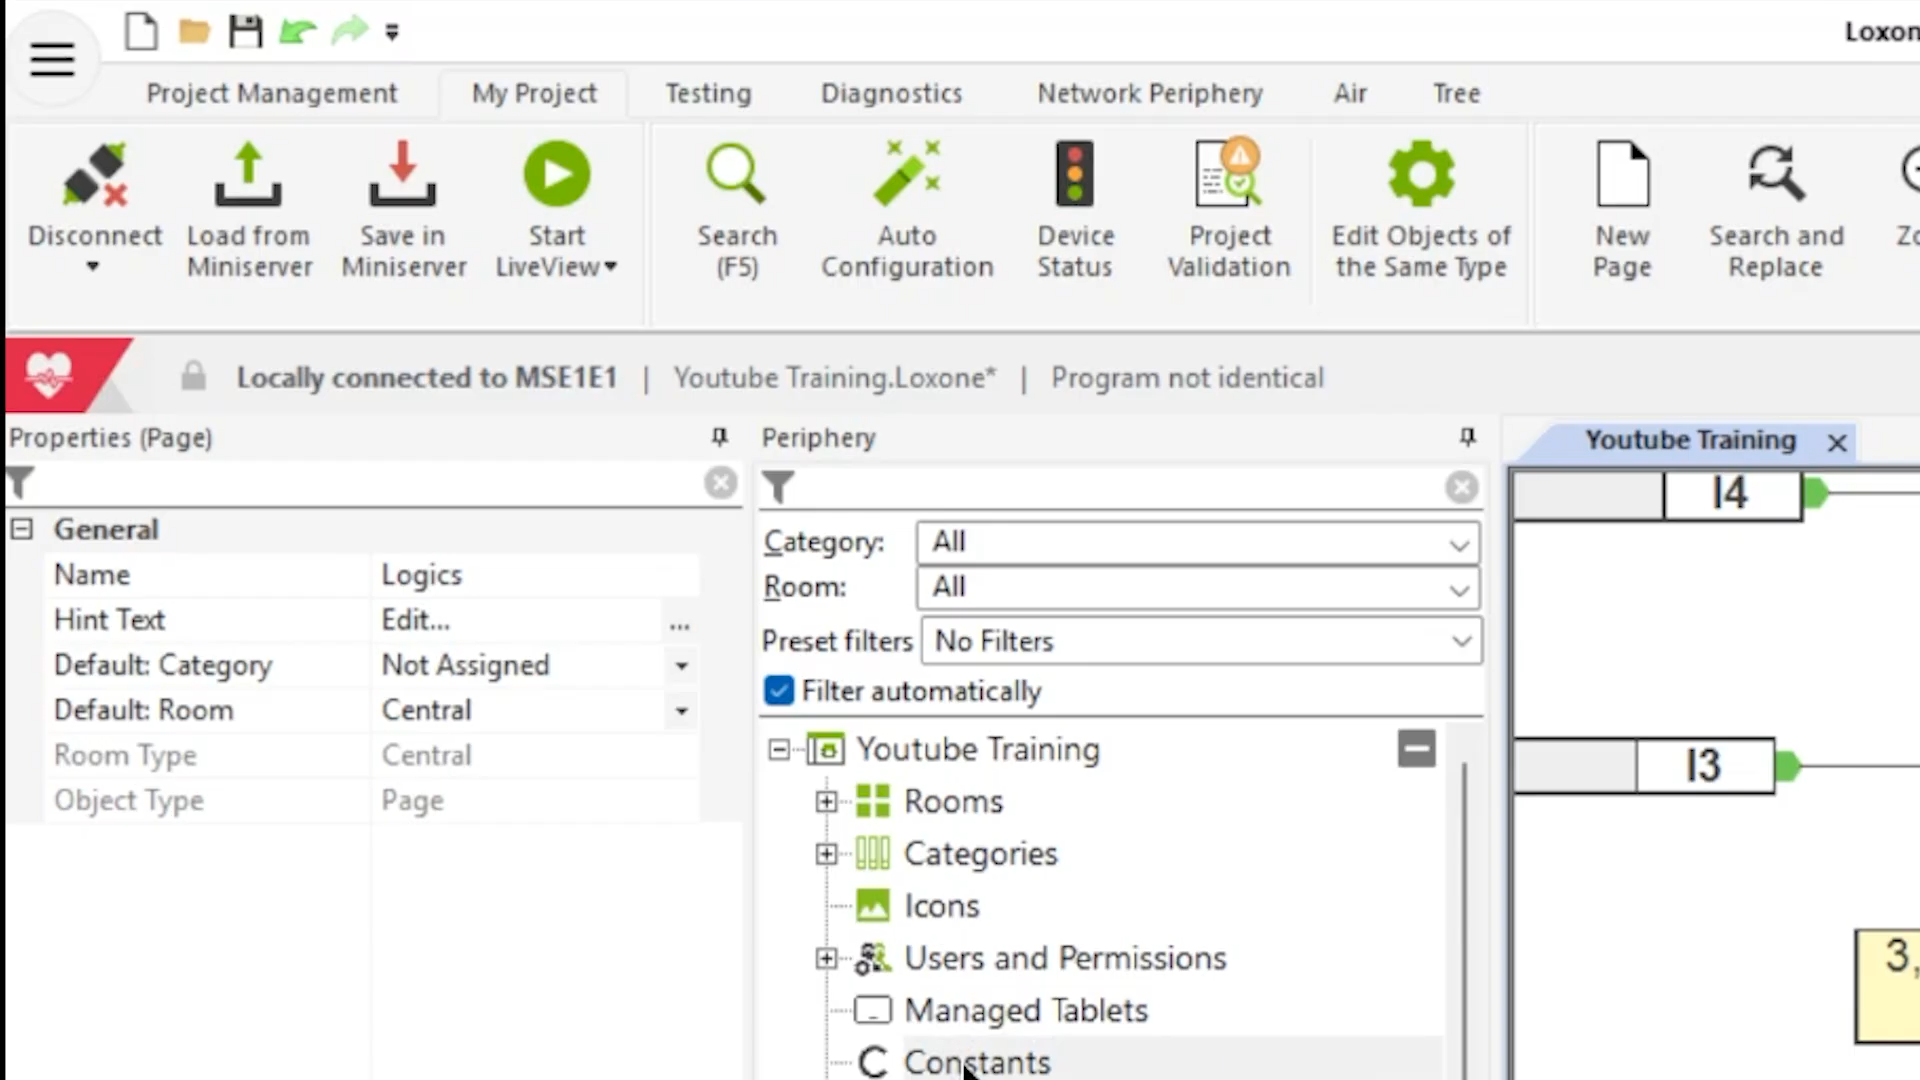 Loxon
Project Management
My Project
Testing
Diagnostics
Network Periphery
Air
Tree
Disconnect
Load from
Miniserver
Save in
Miniserver
Start
LiveView
Search
(F5)
Auto
Configuration
Device
Status
Project
Validation
Edit Objects of
the Same Type
New
Page
Search and
Replace
Zo
Locally connected to MSE1E1 | Youtube Training.Loxone* | Program not identical
Properties (Page)
General
Name Logics
Hint Text Edit... ...
Default: Category Not Assigned
Default: Room Central
Room Type Central
Object Type Page
Periphery
Category: All
Room: All
Preset filters No Filters
Filter automatically
Youtube Training
Rooms
Categories
Icons
Users and Permissions
Managed Tablets
Constants
Youtube Training
I4
I3
3,